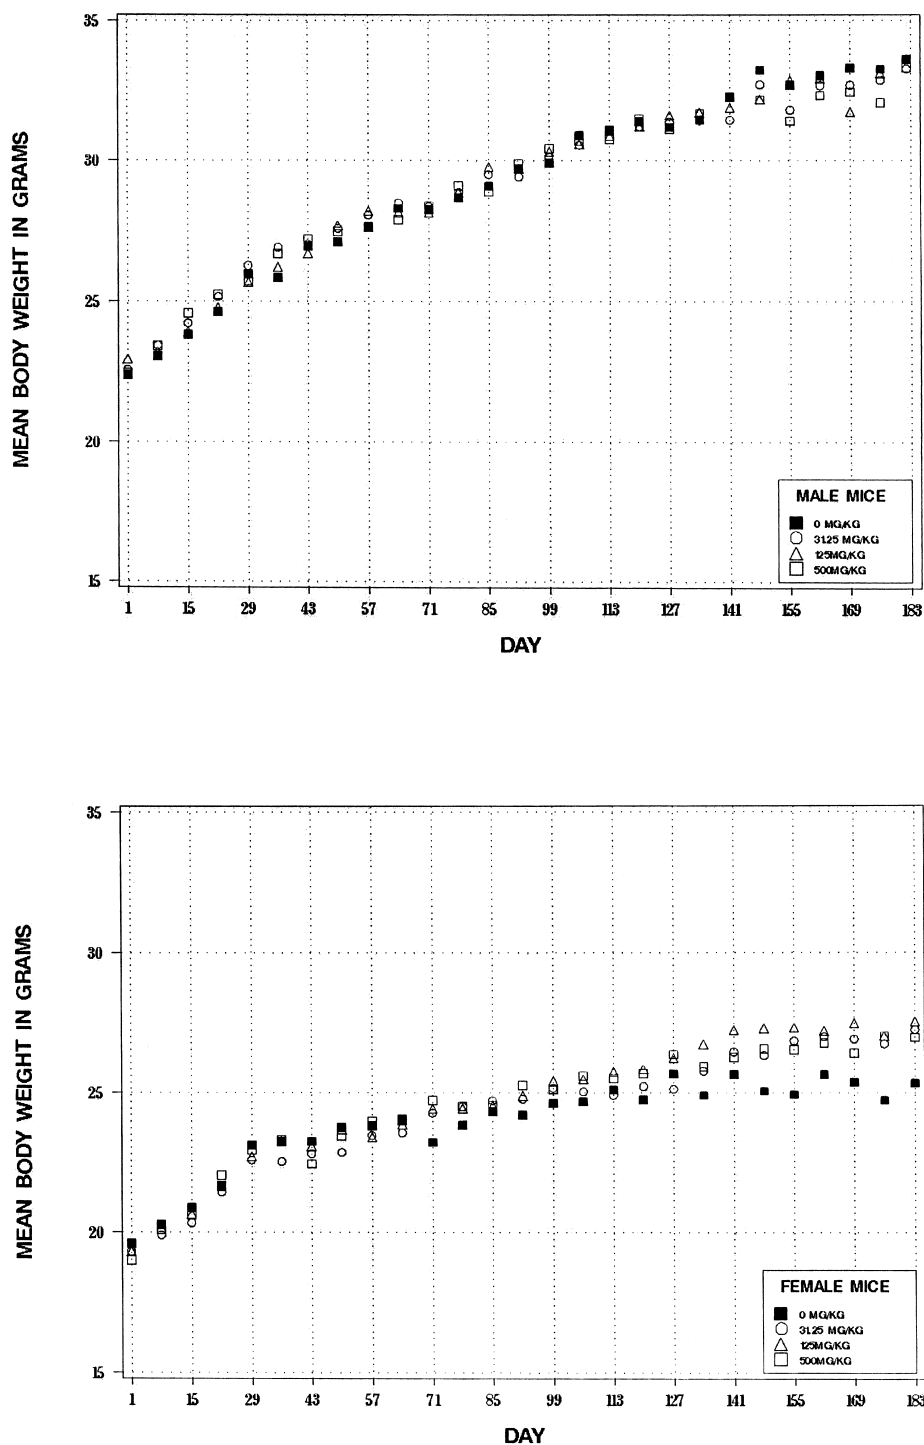 35
30
25
20
15
MEAN BODY WEIGHT IN GRAMS
MALE MICE
0 MG/KG
31.25 MG/KG
125MG/KG
500MG/KG
1 15 29 43 57 71 85 99 113 127 141 155 169 183
DAY
35
30
25
20
15
MEAN BODY WEIGHT IN GRAMS
FEMALE MICE
0 MG/KG
31.25 MG/KG
125MG/KG
500MG/KG
1 15 29 43 57 71 85 99 113 127 141 155 169 183
DAY